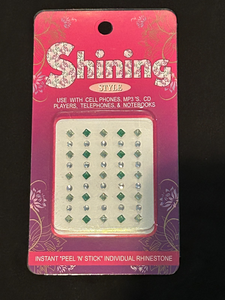 Shining
STYLE
USE WITH CELL PHONES, MP3'S, CD
PLAYERS, TELEPHONES, & NOTEBOOKS
INSTANT "PEEL 'N' STICK" INDIVIDUAL RHINESTONE